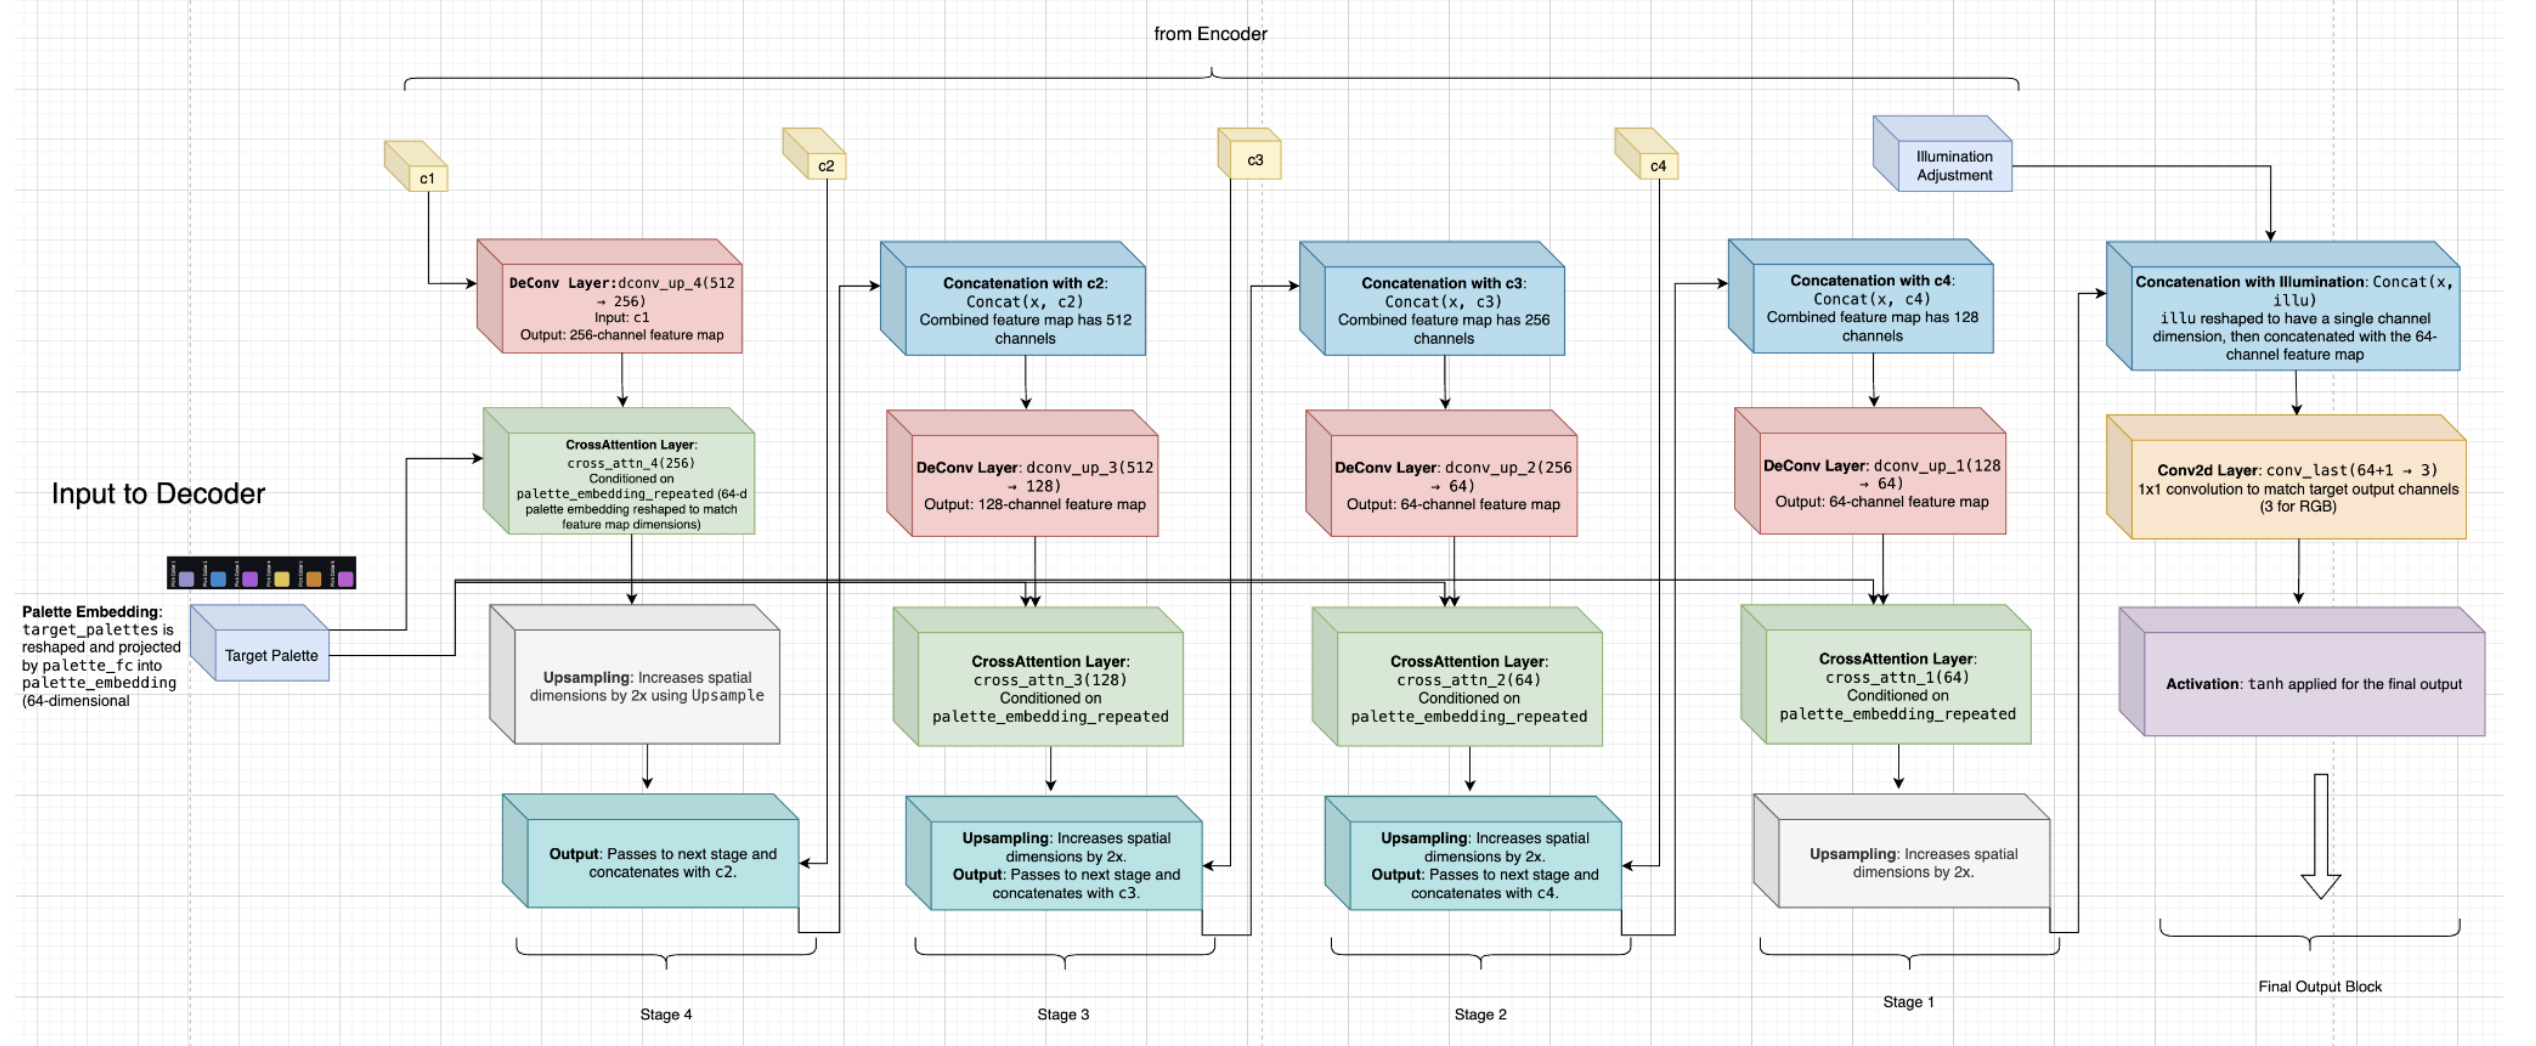 from Encoder
c1
c2
c3
c4
Illumination
Adjustment
DeConv Layer:dconv_up_4(512
→ 256)
Input: c1
Output: 256-channel feature map
Concatenation with c2:
Concat(x, c2)
Combined feature map has 512
channels
Concatenation with c3:
Concat(x, c3)
Combined feature map has 256
channels
Concatenation with c4:
Concat(x, c4)
Combined feature map has 128
channels
Concatenation with Illumination: Concat(x,
illu)
illu reshaped to have a single channel
dimension, then concatenated with the 64-
channel feature map
Input to Decoder
CrossAttention Layer:
cross_attn_4(256)
Conditioned on
palette_embedding_repeated (64-d
palette embedding reshaped to match
feature map dimensions)
DeConv Layer: dconv_up_3(512
→ 128)
Output: 128-channel feature map
DeConv Layer: dconv_up_2(256
→ 64)
Output: 64-channel feature map
DeConv Layer: dconv_up_1(128
→ 64)
Output: 64-channel feature map
Conv2d Layer: conv_last(64+1 → 3)
1x1 convolution to match target output channels
(3 for RGB)
Palette Embedding:
target_palettes is
reshaped and projected
by palette_fc into
palette_embedding
(64-dimensional
Target Palette
Upsampling: Increases spatial
dimensions by 2x using Upsample
CrossAttention Layer:
cross_attn_3(128)
Conditioned on
palette_embedding_repeated
CrossAttention Layer:
cross_attn_2(64)
Conditioned on
palette_embedding_repeated
CrossAttention Layer:
cross_attn_1(64)
Conditioned on
palette_embedding_repeated
Activation: tanh applied for the final output
Output: Passes to next stage and
concatenates with c2.
Upsampling: Increases spatial
dimensions by 2x.
Output: Passes to next stage and
concatenates with c3.
Upsampling: Increases spatial
dimensions by 2x.
Output: Passes to next stage and
concatenates with c4.
Upsampling: Increases spatial
dimensions by 2x.
Stage 4
Stage 3
Stage 2
Stage 1
Final Output Block